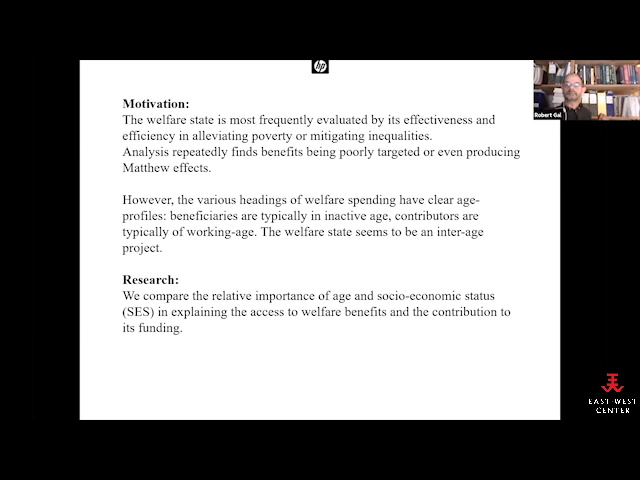 hp
Motivation:
The welfare state is most frequently evaluated by its effectiveness and
efficiency in alleviating poverty or mitigating inequalities.
Analysis repeatedly finds benefits being poorly targeted or even producing
Matthew effects.
However, the various headings of welfare spending have clear age-
profiles: beneficiaries are typically in inactive age, contributors are
typically of working-age. The welfare state seems to be an inter-age
project.
Research:
We compare the relative importance of age and socio-economic status
(SES) in explaining the access to welfare benefits and the contribution to
its funding.
Robert Gal
EAST-WEST
CENTER